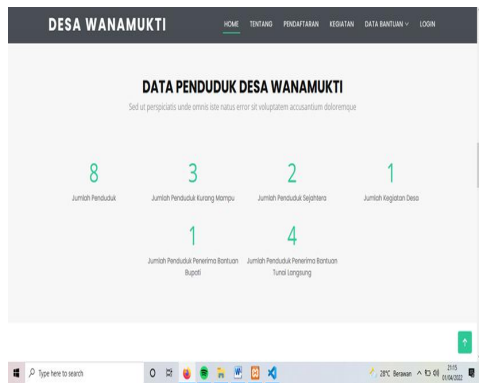 DESA WANAMUKTI
HOME TENTANG PENDAFTARAN KEGIATAN DATA BANTUAN LOGIN
DATA PENDUDUK DESA WANAMUKTI
Sed ut perspiciatis unde omnis iste natus error sit voluptatem accusantium doloremque
8 3 2 1
Jumlah Penduduk Jumlah Penduduk Kurang Mampu Jumlah Penduduk Sejahtera Jumlah Kegiatan Desa
1 4
Jumlah Penduduk Penerima Bantuan Jumlah Penduduk Penerima Bantuan
Bupati Tunai Langsung
Type here to search 28°C Berawan 21:15
01/04/2022